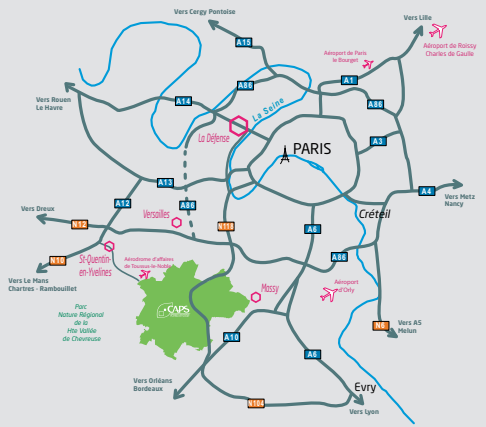 Vers Cergy Pontoise
Vers Lille
A15
Aéroport de Paris
le Bourget
Aéroport de Roissy
Charles de Gaulle
A86
A1
Vers Rouen
Le Havre
A14
La Seine
A86
La Défense
A3
PARIS
A13
A12
A86
A4
Vers Metz
Nancy
Vers Dreux
N12
Versailles
N118
Créteil
A6
N10
St-Quentin-
en-Yvelines
Aérodrome d'affaires
de Toussus-le-Noble
A86
Vers Le Mans
Chartres - Rambouillet
Massy
Aéroport
d'Orly
Parc
Nature Régional
de la
Hte Vallée
de Chevreuse
CAPS
N6
Vers A5
Melun
A10
A6
Vers Orléans
Bordeaux
Evry
N104
Vers Lyon